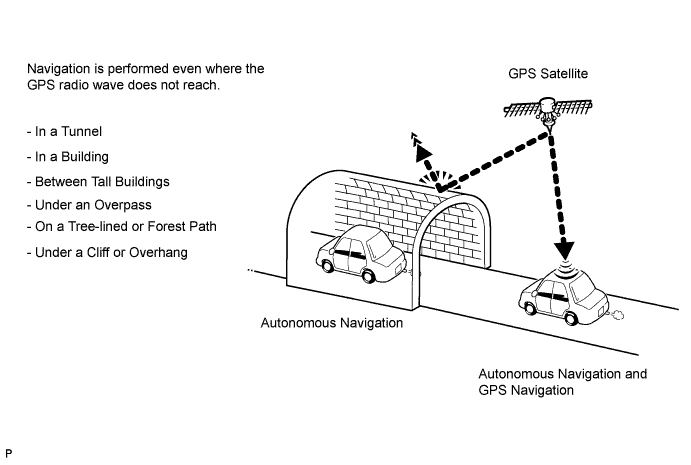 Navigation is performed even where the
GPS radio wave does not reach.
- In a Tunnel
- In a Building
- Between Tall Buildings
- Under an Overpass
- On a Tree-lined or Forest Path
- Under a Cliff or Overhang
GPS Satellite
Autonomous Navigation
Autonomous Navigation and
GPS Navigation
P